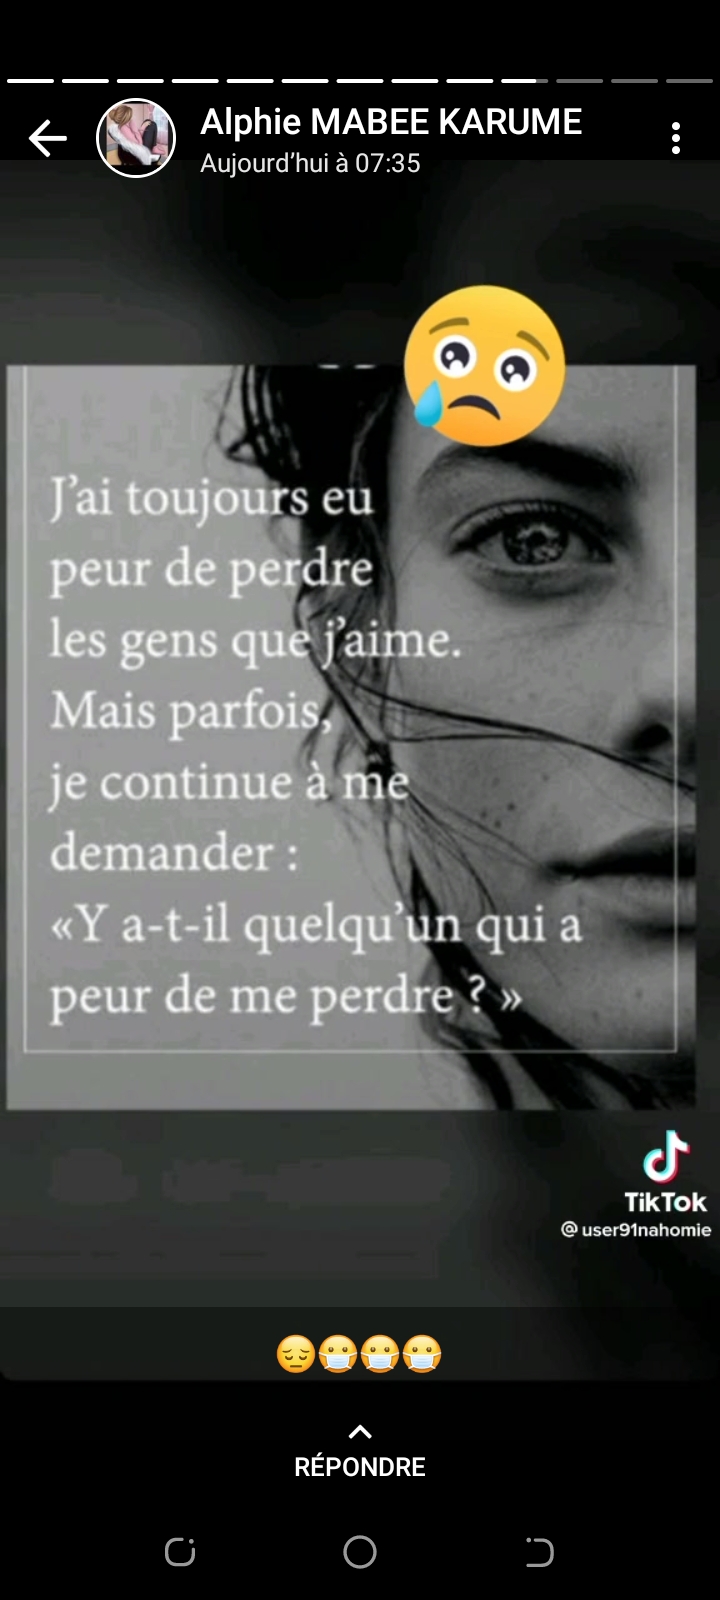 Alphie MABEE KARUME
Aujourd’hui à 07:35
J’ai toujours eu
peur de perdre
les gens que j’aime.
Mais parfois,
je continue à me
demander :
«Y a-t-il quelqu’un qui a
peur de me perdre ? »
TikTok
@user91nahomie
😔😷😷😷
RÉPONDRE